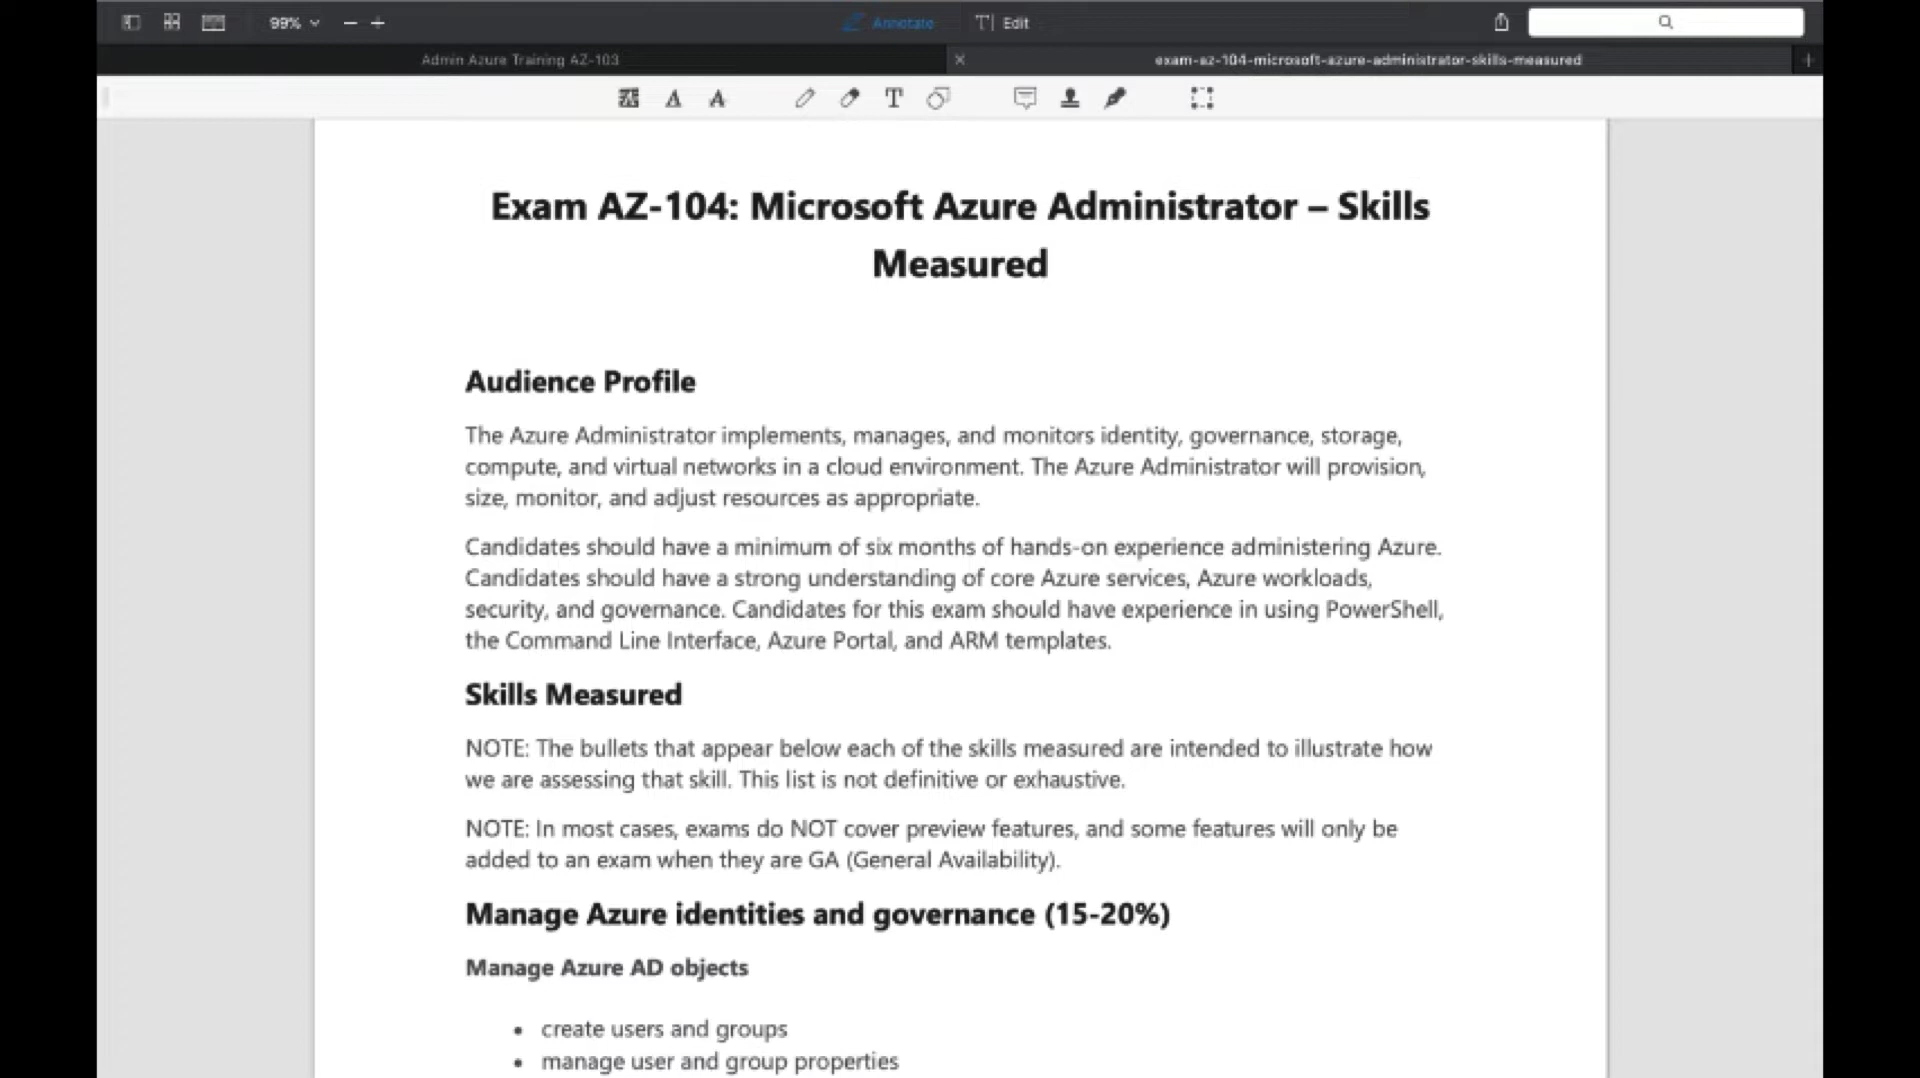 99%
Annotate
T Edit
Admin Azure Training AZ-103
exam-az-104-microsoft-azure-administrator-skills-measured
Exam AZ-104: Microsoft Azure Administrator – Skills
Measured
Audience Profile
The Azure Administrator implements, manages, and monitors identity, governance, storage,
compute, and virtual networks in a cloud environment. The Azure Administrator will provision,
size, monitor, and adjust resources as appropriate.
Candidates should have a minimum of six months of hands-on experience administering Azure.
Candidates should have a strong understanding of core Azure services, Azure workloads,
security, and governance. Candidates for this exam should have experience in using PowerShell,
the Command Line Interface, Azure Portal, and ARM templates.
Skills Measured
NOTE: The bullets that appear below each of the skills measured are intended to illustrate how
we are assessing that skill. This list is not definitive or exhaustive.
NOTE: In most cases, exams do NOT cover preview features, and some features will only be
added to an exam when they are GA (General Availability).
Manage Azure identities and governance (15-20%)
Manage Azure AD objects
• create users and groups
• manage user and group properties